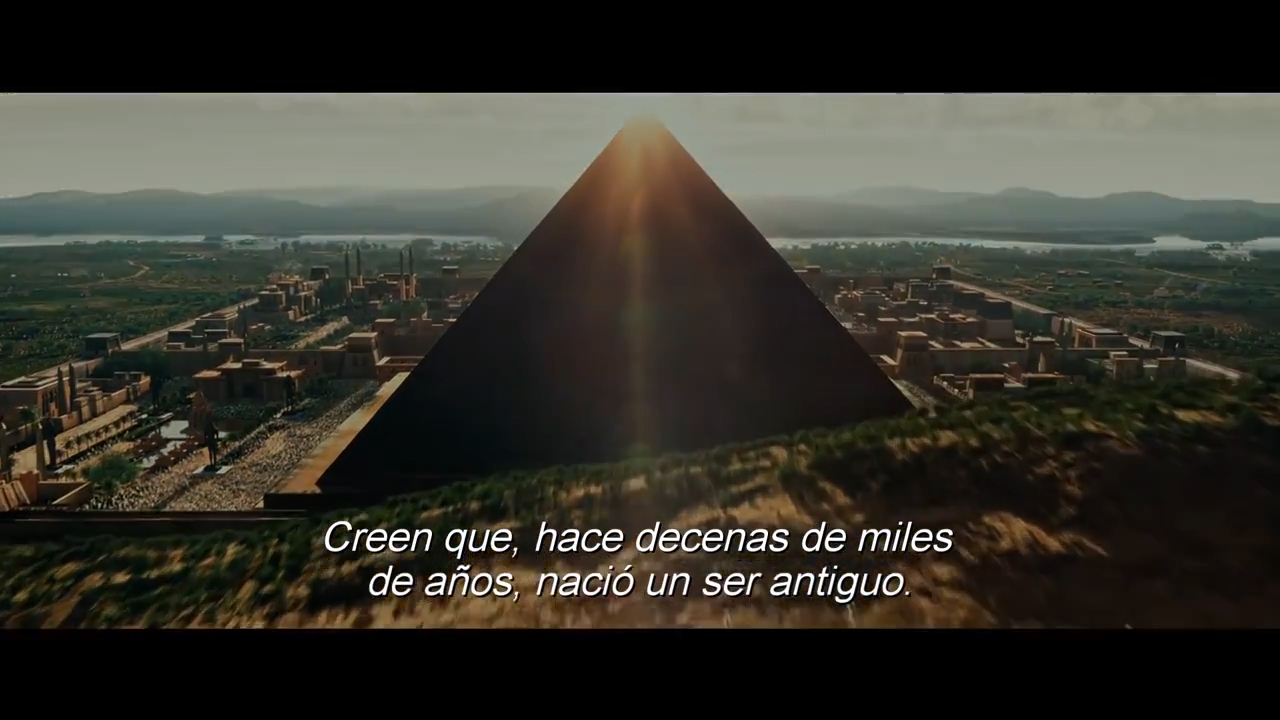 Creen que, hace decenas de miles
de años, nació un ser antiguo.